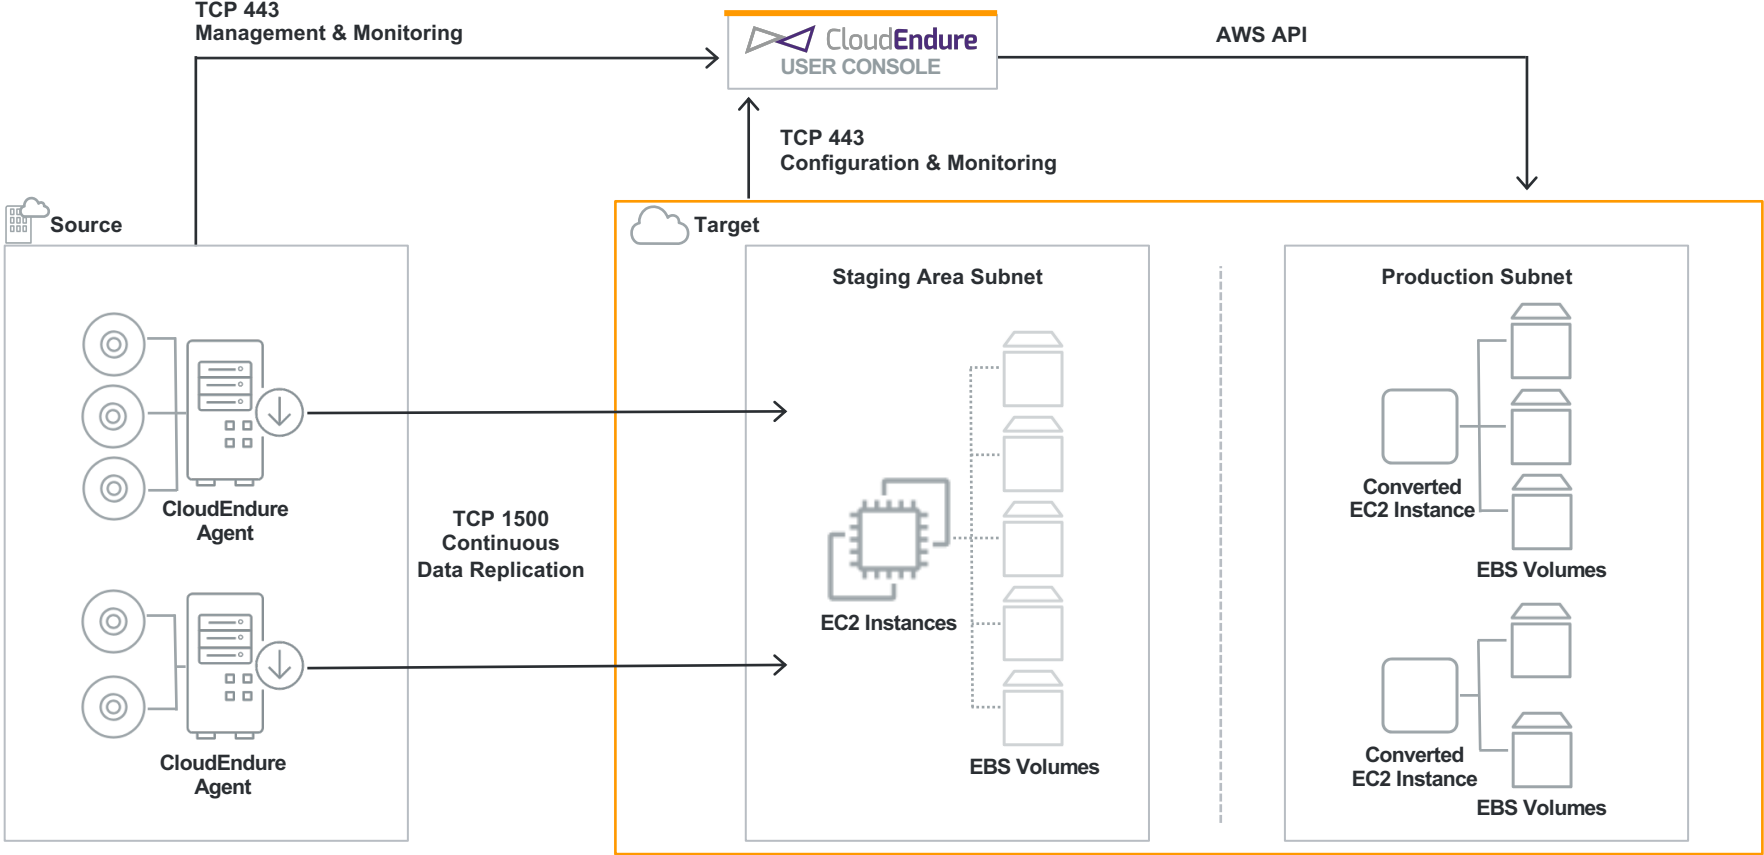 TCP 443
Management & Monitoring
CloudEndure
USER CONSOLE
AWS API
TCP 443
Configuration & Monitoring
Source
Target
Staging Area Subnet
Production Subnet
CloudEndure
Agent
TCP 1500
Continuous
Data Replication
EC2 Instances
Converted
EC2 Instance
EBS Volumes
CloudEndure
Agent
EBS Volumes
Converted
EC2 Instance
EBS Volumes